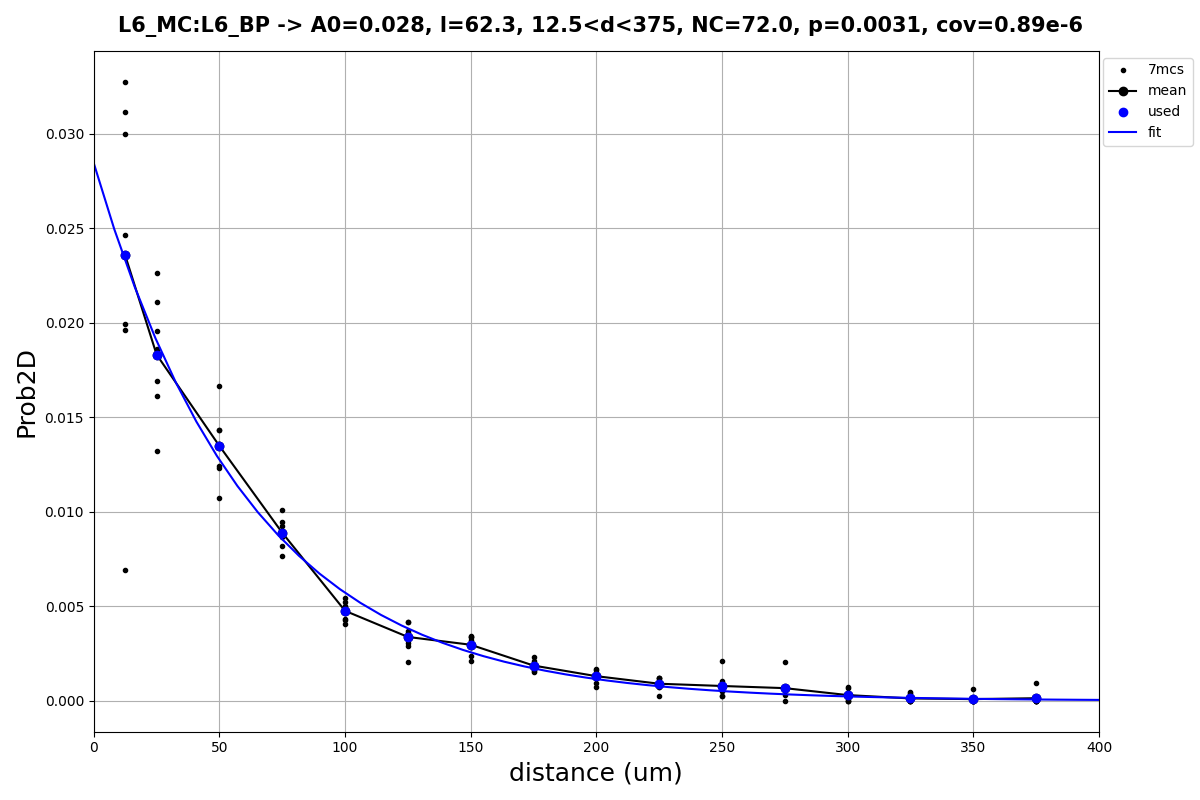 L6_MC:L6_BP -> A0=0.028, l=62.3, 12.5<d<375, NC=72.0, p=0.0031, cov=0.89e-6
7mcs
mean
used
fit
Prob2D
0.030
0.025
0.020
0.015
0.010
0.005
0.000
0 50 100 150 200 250 300 350 400
distance (um)